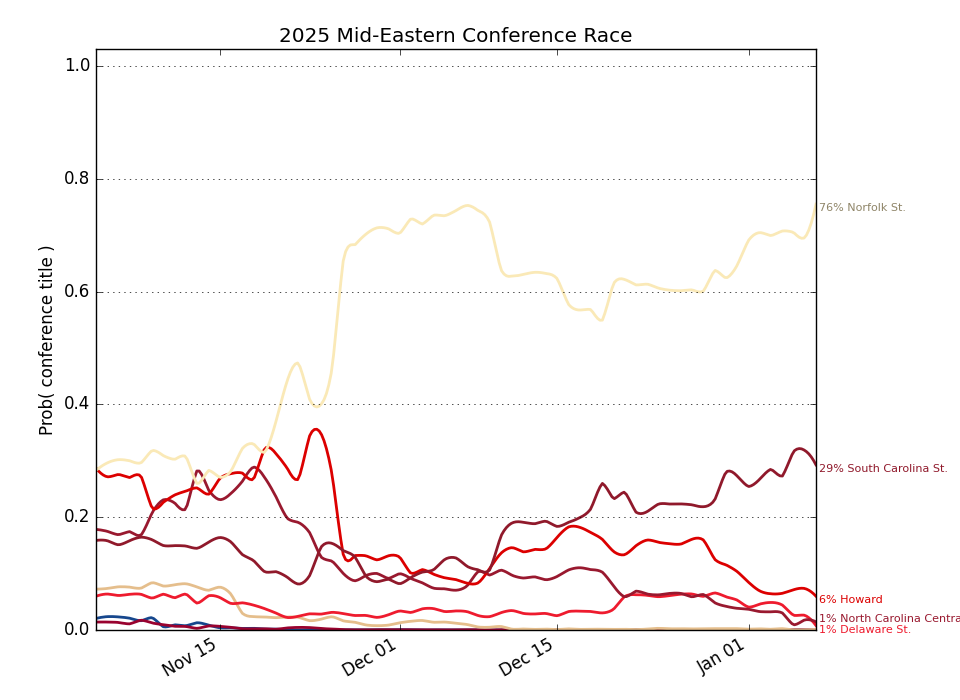 2025 Mid-Eastern Conference Race
Prob( conference title )
1.0
0.8
0.6
0.4
0.2
0.0
Nov 15
Dec 01
Dec 15
Jan 01
76% Norfolk St.
29% South Carolina St.
6% Howard
1% North Carolina Centra
1% Delaware St.